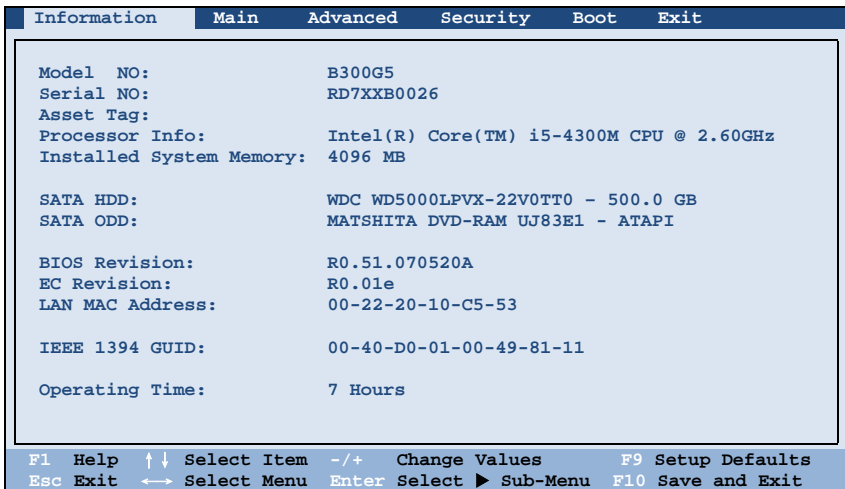 Information Main Advanced Security Boot Exit
Model NO: B300G5
Serial NO: RD7XXB0026
Asset Tag:
Processor Info: Intel(R) Core(TM) i5-4300M CPU @ 2.60GHz
Installed System Memory: 4096 MB
SATA HDD: WDC WD5000LPVX-22V0TT0 – 500.0 GB
SATA ODD: MATSHITA DVD-RAM UJ83E1 - ATAPI
BIOS Revision: R0.51.070520A
EC Revision: R0.01e
LAN MAC Address: 00-22-20-10-C5-53
IEEE 1394 GUID: 00-40-D0-01-00-49-81-11
Operating Time: 7 Hours
F1 Help ↑↓ Select Item -/+ Change Values F9 Setup Defaults
Esc Exit ←→ Select Menu Enter Select ▶ Sub-Menu F10 Save and Exit